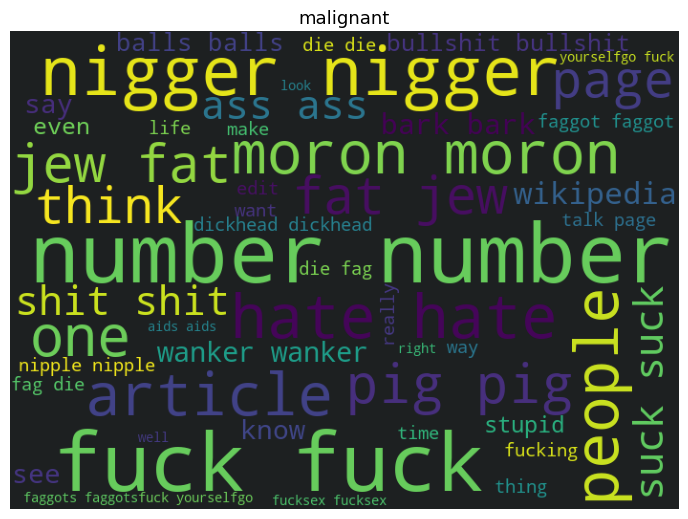 malignant
balls balls
die die
bullshit bullshit
nigger nigger
yourselfgo fuck
look
page
say
ass ass
even
life
make
bark bark
faggot faggot
jew fat
moron moron
think
edit
want
fat jew
wikipedia
dickhead dickhead
talk page
number number
die fag
shit shit
hate hate
really
people
suck suck
one
aids aids
wanker wanker
right
way
nipple nipple
fag die
article
pig pig
know
well
fuck fuck
time
stupid
fucking
see
thing
faggots faggotsfuck yourselfgo
fucksex fucksex